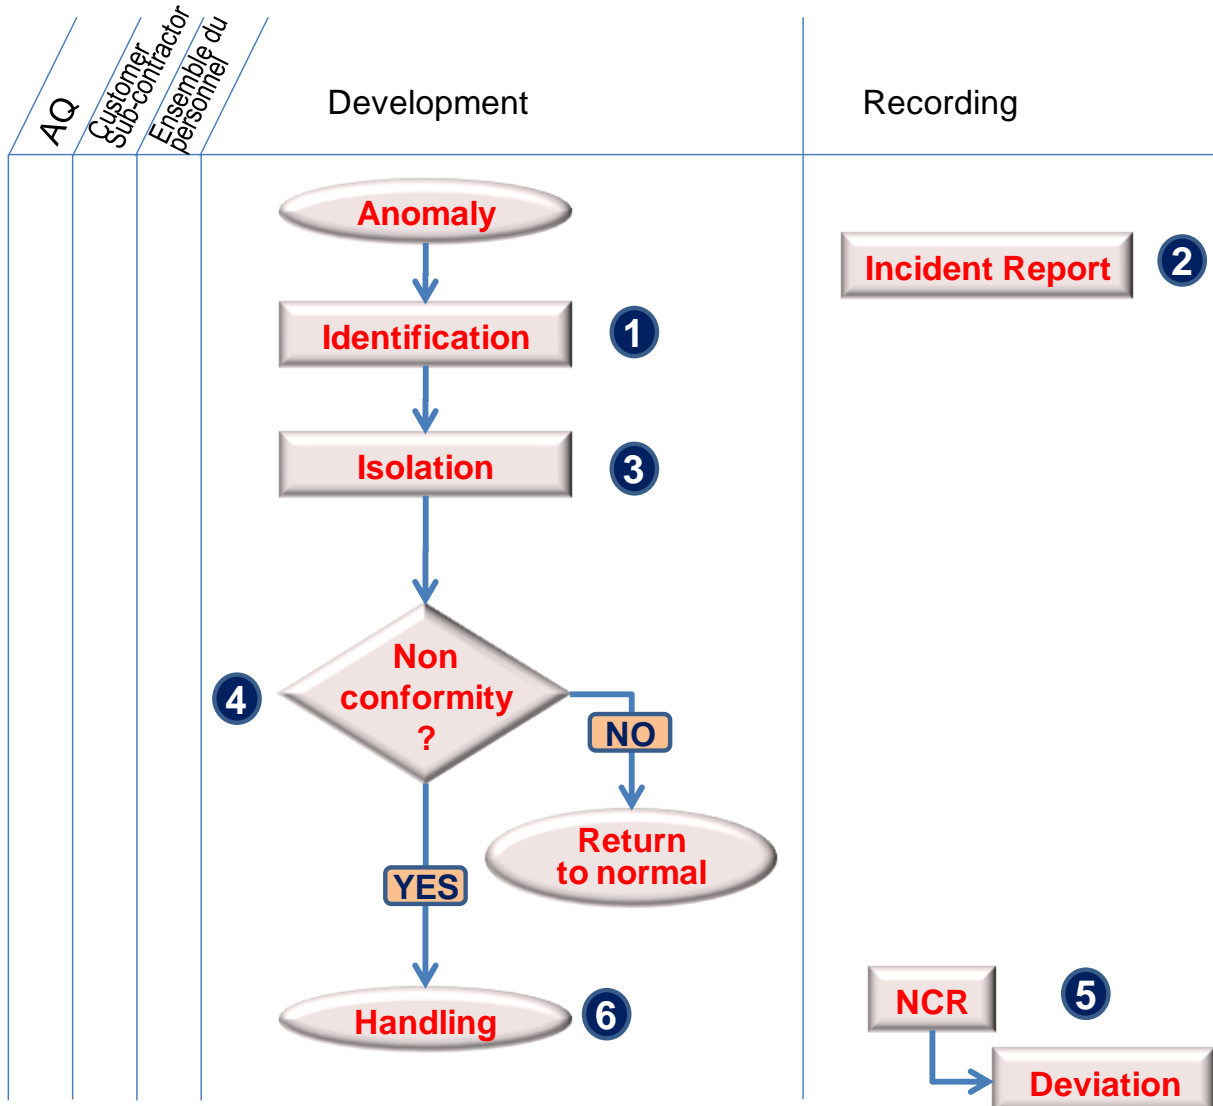 AQ
Customer
Sub-contractor
Ensemble du
personnel
Development
Recording
Anomaly
Incident Report
2
Identification
1
Isolation
3
Non
conformity
?
4
NO
Return
to normal
YES
Handling
6
NCR
5
Deviation